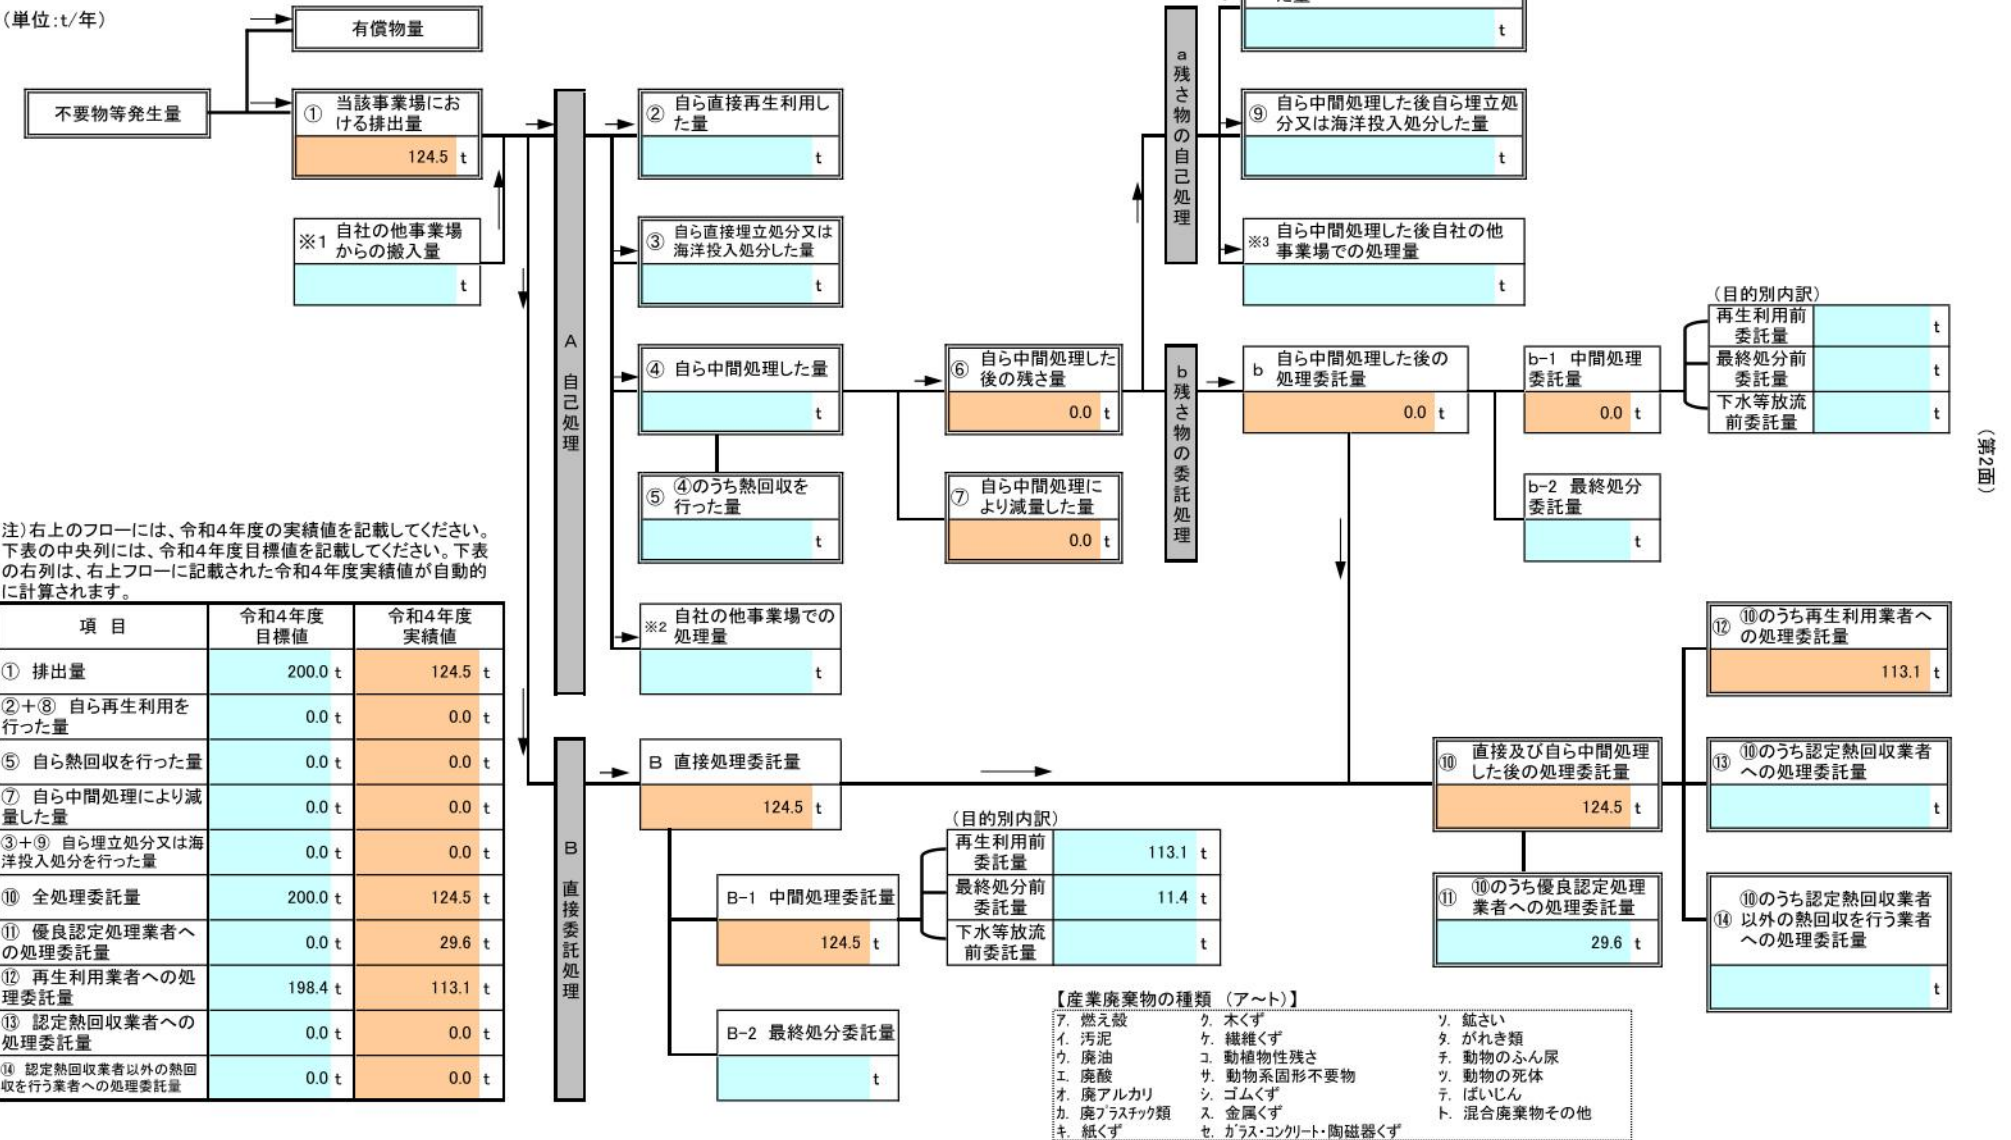 (単位:t/年)
有償物量
不要物等発生量
① 当該事業場にお
ける排出量
124.5 t
※1 自社の他事業場
からの搬入量
t
A 自己処理
② 自ら直接再生利用し
た量
t
③ 自ら直接埋立処分又は
海洋投入処分した量
t
④ 自ら中間処理した量
t
⑤ ④のうち熱回収を
行った量
t
※2 自社の他事業場での
処理量
t
⑥ 自ら中間処理した
後の残さ量
0.0 t
⑦ 自ら中間処理に
より減量した量
0.0 t
a 残さ物の自己処理
t
⑨ 自ら中間処理した後自ら埋立処
分又は海洋投入処分した量
t
※3 自ら中間処理した後自社の他
事業場での処理量
t
b 残さ物の委託処理
b 自ら中間処理した後の
処理委託量
0.0 t
b-1 中間処理
委託量
0.0 t
b-2 最終処分
委託量
t
(目的別内訳)
再生利用前
委託量
t
最終処分前
委託量
t
下水等放流
前委託量
t
(第2面)
注)右上のフローには、令和4年度の実績値を記載してください。
下表の中央列には、令和4年度目標値を記載してください。下表
の右列は、右上フローに記載された令和4年度実績値が自動的
に計算されます。
項 目 令和4年度
目標値 令和4年度
実績値
① 排出量 200.0 t 124.5 t
②+⑧ 自ら再生利用を
行った量 0.0 t 0.0 t
⑤ 自ら熱回収を行った量 0.0 t 0.0 t
⑦ 自ら中間処理により減
量した量 0.0 t 0.0 t
③+⑨ 自ら埋立処分又は海
洋投入処分を行った量 0.0 t 0.0 t
⑩ 全処理委託量 200.0 t 124.5 t
⑪ 優良認定処理業者へ
の処理委託量 0.0 t 29.6 t
⑫ 再生利用業者への処
理委託量 198.4 t 113.1 t
⑬ 認定熱回収業者への
処理委託量 0.0 t 0.0 t
⑭ 認定熱回収業者以外の熱回
収を行う業者への処理委託量 0.0 t 0.0 t
B 直接委託処理
B 直接処理委託量
124.5 t
B-1 中間処理委託量
124.5 t
B-2 最終処分委託量
t
(目的別内訳)
再生利用前
委託量
113.1 t
最終処分前
委託量
11.4 t
下水等放流
前委託量
t
⑩ 直接及び自ら中間処理
した後の処理委託量
124.5 t
⑪ ⑩のうち優良認定処理
業者への処理委託量
29.6 t
⑫ ⑩のうち再生利用業者へ
の処理委託量
113.1 t
⑬ ⑩のうち認定熱回収業者
への処理委託量
t
⑭ ⑩のうち認定熱回収業者
以外の熱回収を行う業者
への処理委託量
t
【産業廃棄物の種類 (ア~ト)】
ア. 燃え殻 ク. 木くず ソ. 鉱さい
イ. 汚泥 ケ. 繊維くず タ. がれき類
ウ. 廃油 コ. 動植物性残さ チ. 動物のふん尿
エ. 廃酸 サ. 動物系固形不要物 ツ. 動物の死体
オ. 廃アルカリ シ. ゴムくず テ. ばいじん
カ. 廃プラスチック類 ス. 金属くず ト. 混合廃棄物その他
キ. 紙くず セ. ガラス・コンクリート・陶磁器くず